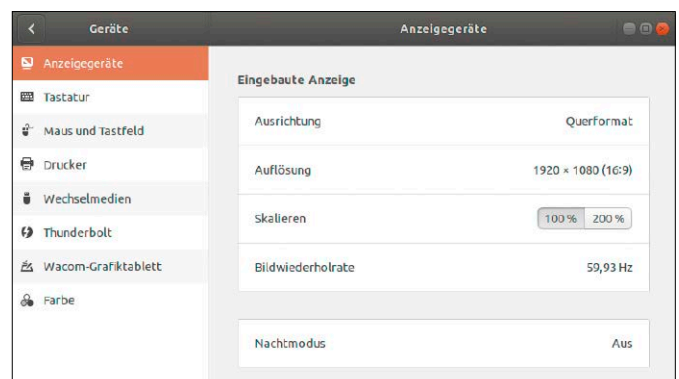 Geräte
Anzeigegeräte
Anzeigegeräte
Tastatur
Maus und Tastfeld
Drucker
Wechselmedien
Thunderbolt
Wacom-Grafiktablett
Farbe
Eingebaute Anzeige
Ausrichtung Querformat
Auflösung 1920 × 1080 (16∶9)
Skalieren 100 % 200 %
Bildwiederholrate 59,93 Hz
Nachtmodus Aus